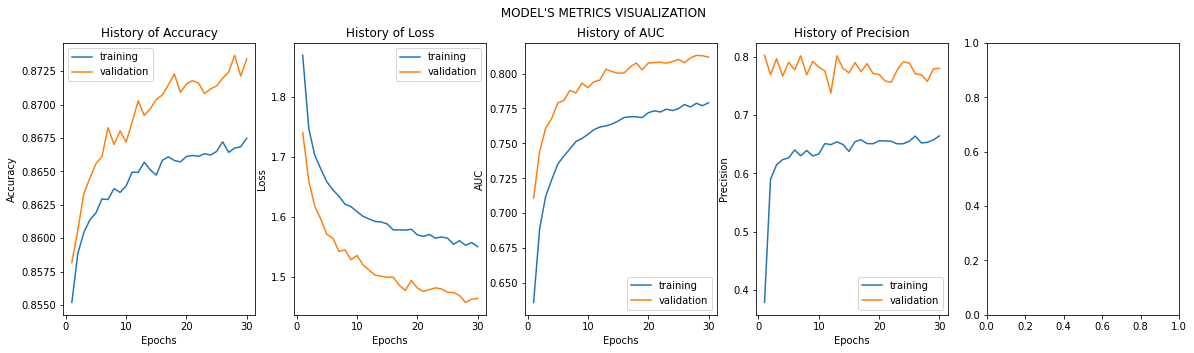 MODEL'S METRICS VISUALIZATION
History of Accuracy
training
validation
0.8725
0.8700
0.8675
0.8650
0.8625
0.8600
0.8575
0.8550
Accuracy
0
10
20
30
Epochs
History of Loss
training
validation
1.8
1.7
1.6
1.5
Loss
0
10
20
30
Epochs
History of AUC
0.800
0.775
0.750
0.725
0.700
0.675
0.650
AUC
training
validation
0
10
20
30
Epochs
History of Precision
0.8
0.7
0.6
0.5
0.4
Precision
training
validation
0
10
20
30
Epochs
1.0
0.8
0.6
0.4
0.2
0.0
0.0
0.2
0.4
0.6
0.8
1.0